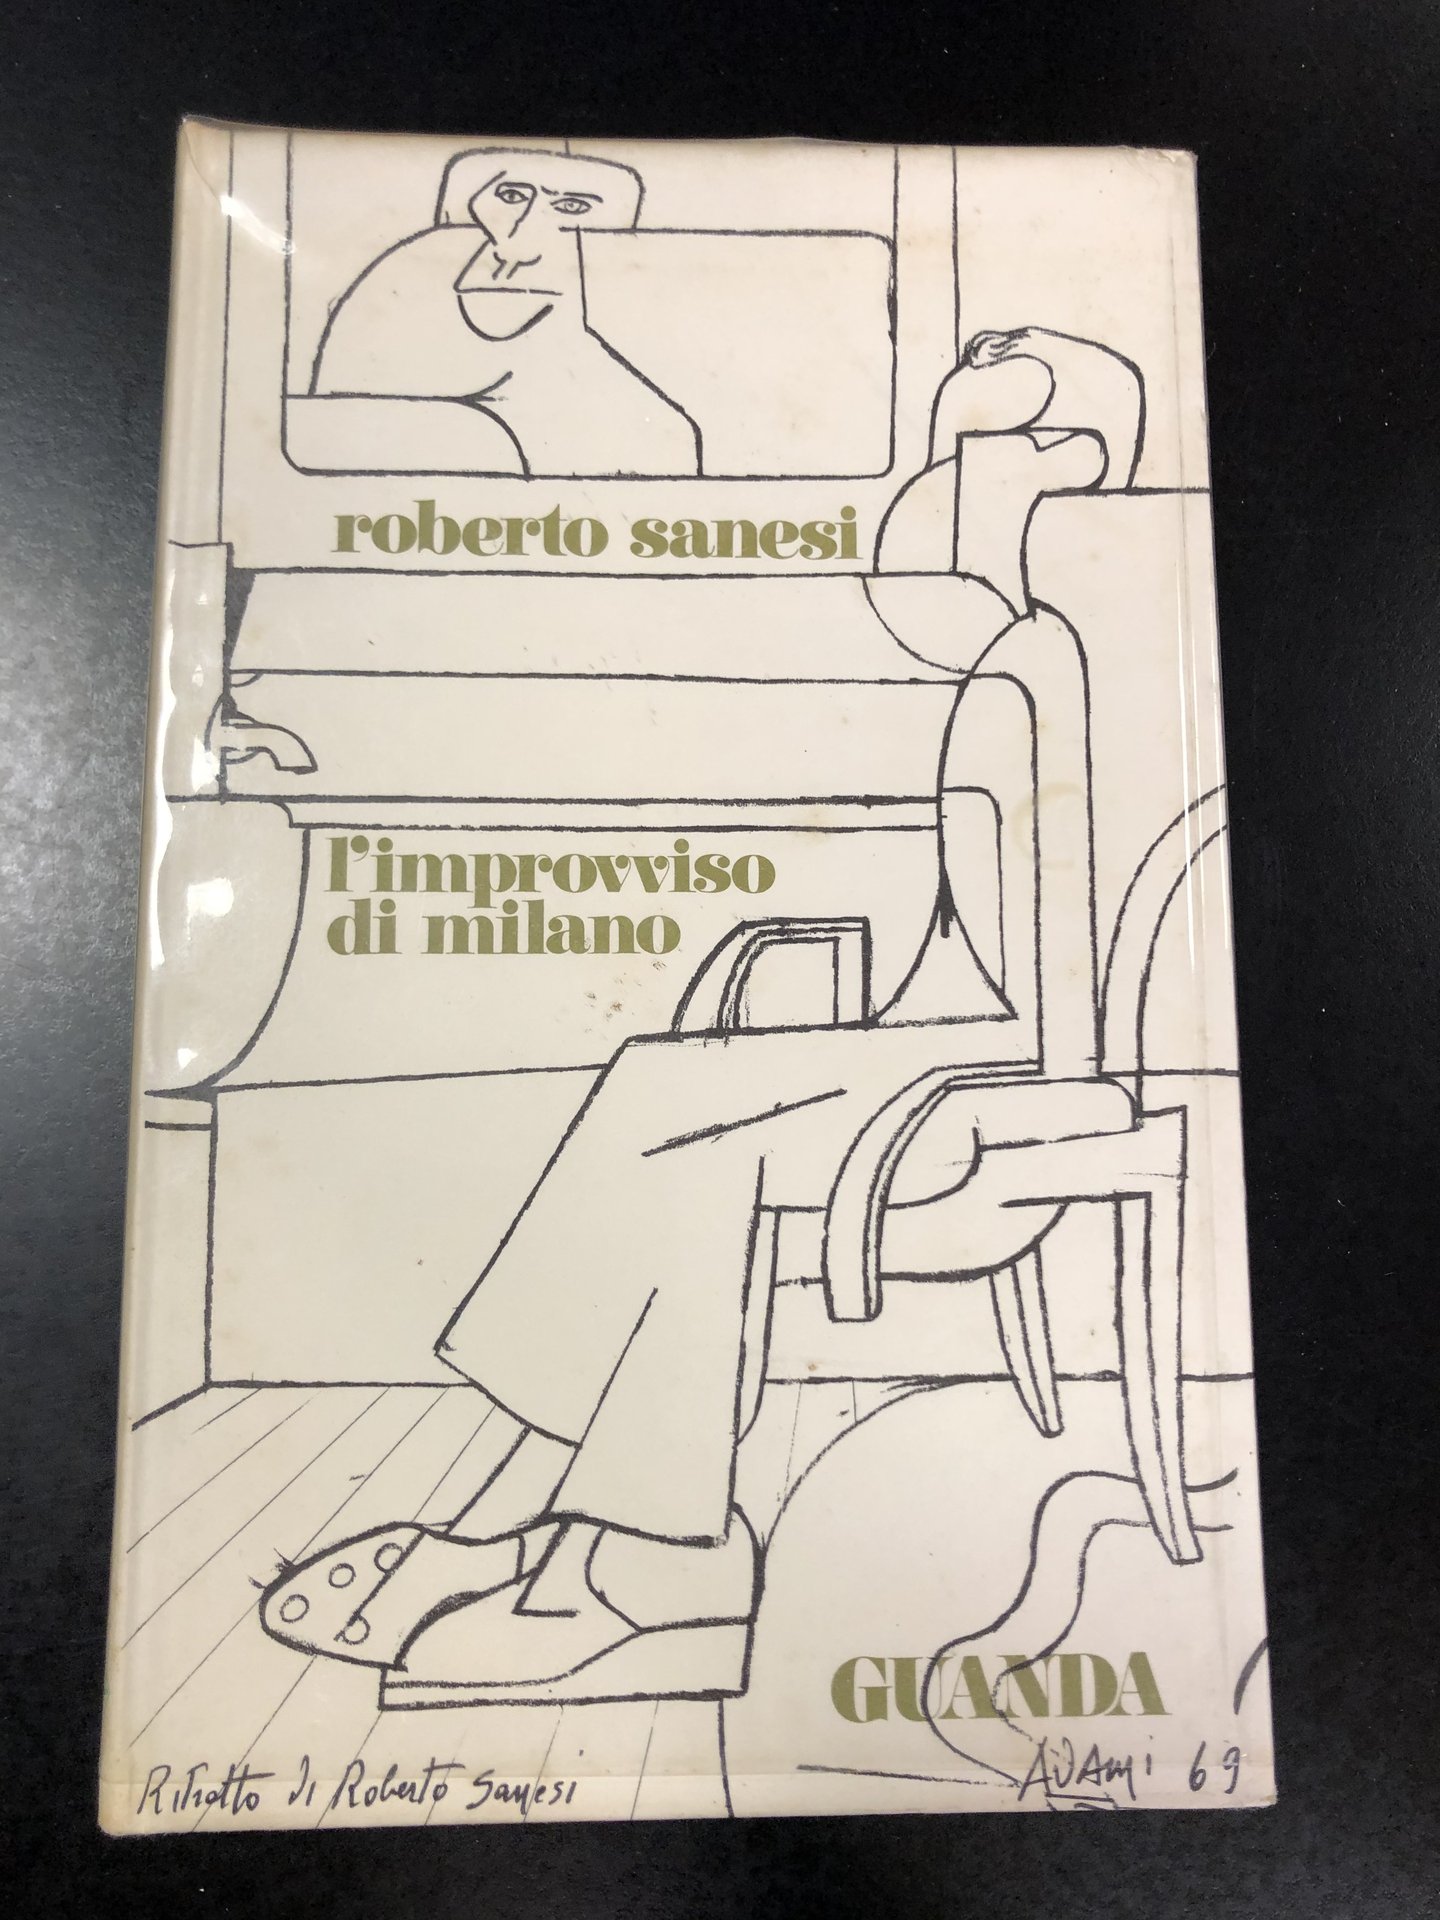 roberto sanesi
l'improvviso
di milano
GUANDA
Ritratto di Roberto Sanesi
ADAMI 69